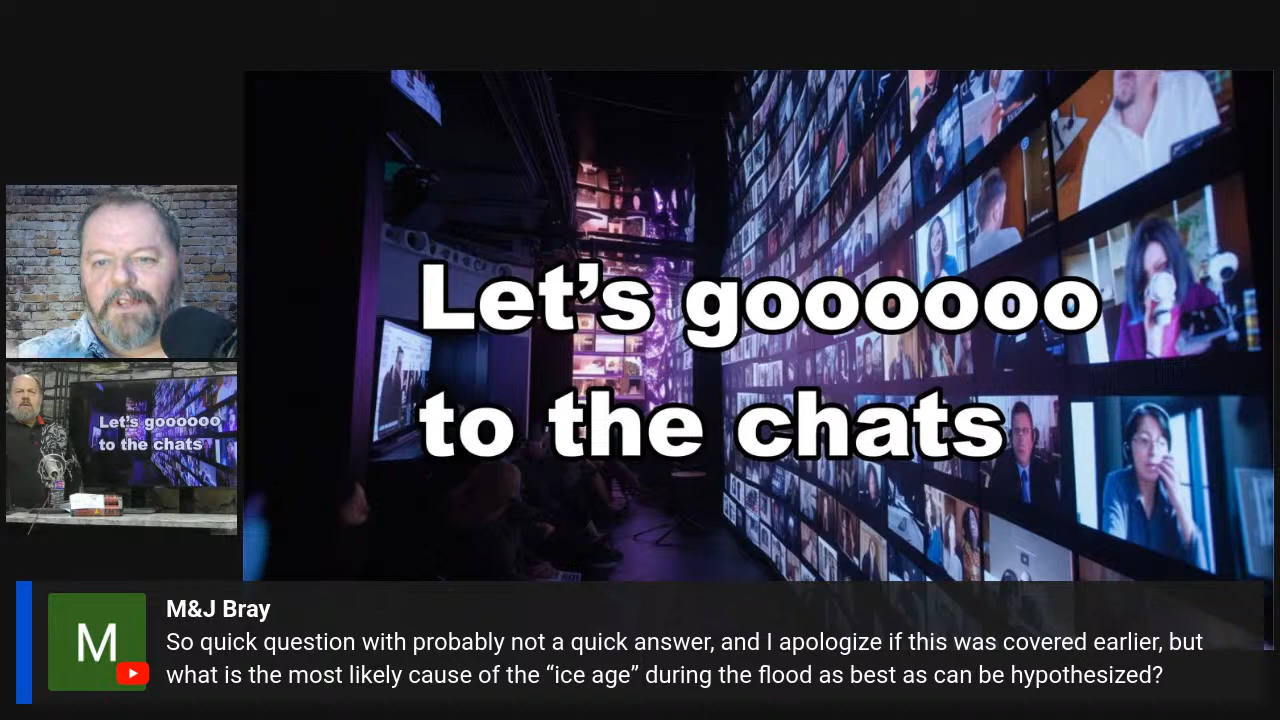 Let’s goooooo
to the chats
Let’s goooooo
to the chats
M
M&J Bray
So quick question with probably not a quick answer, and I apologize if this was covered earlier, but
what is the most likely cause of the “ice age” during the flood as best as can be hypothesized?